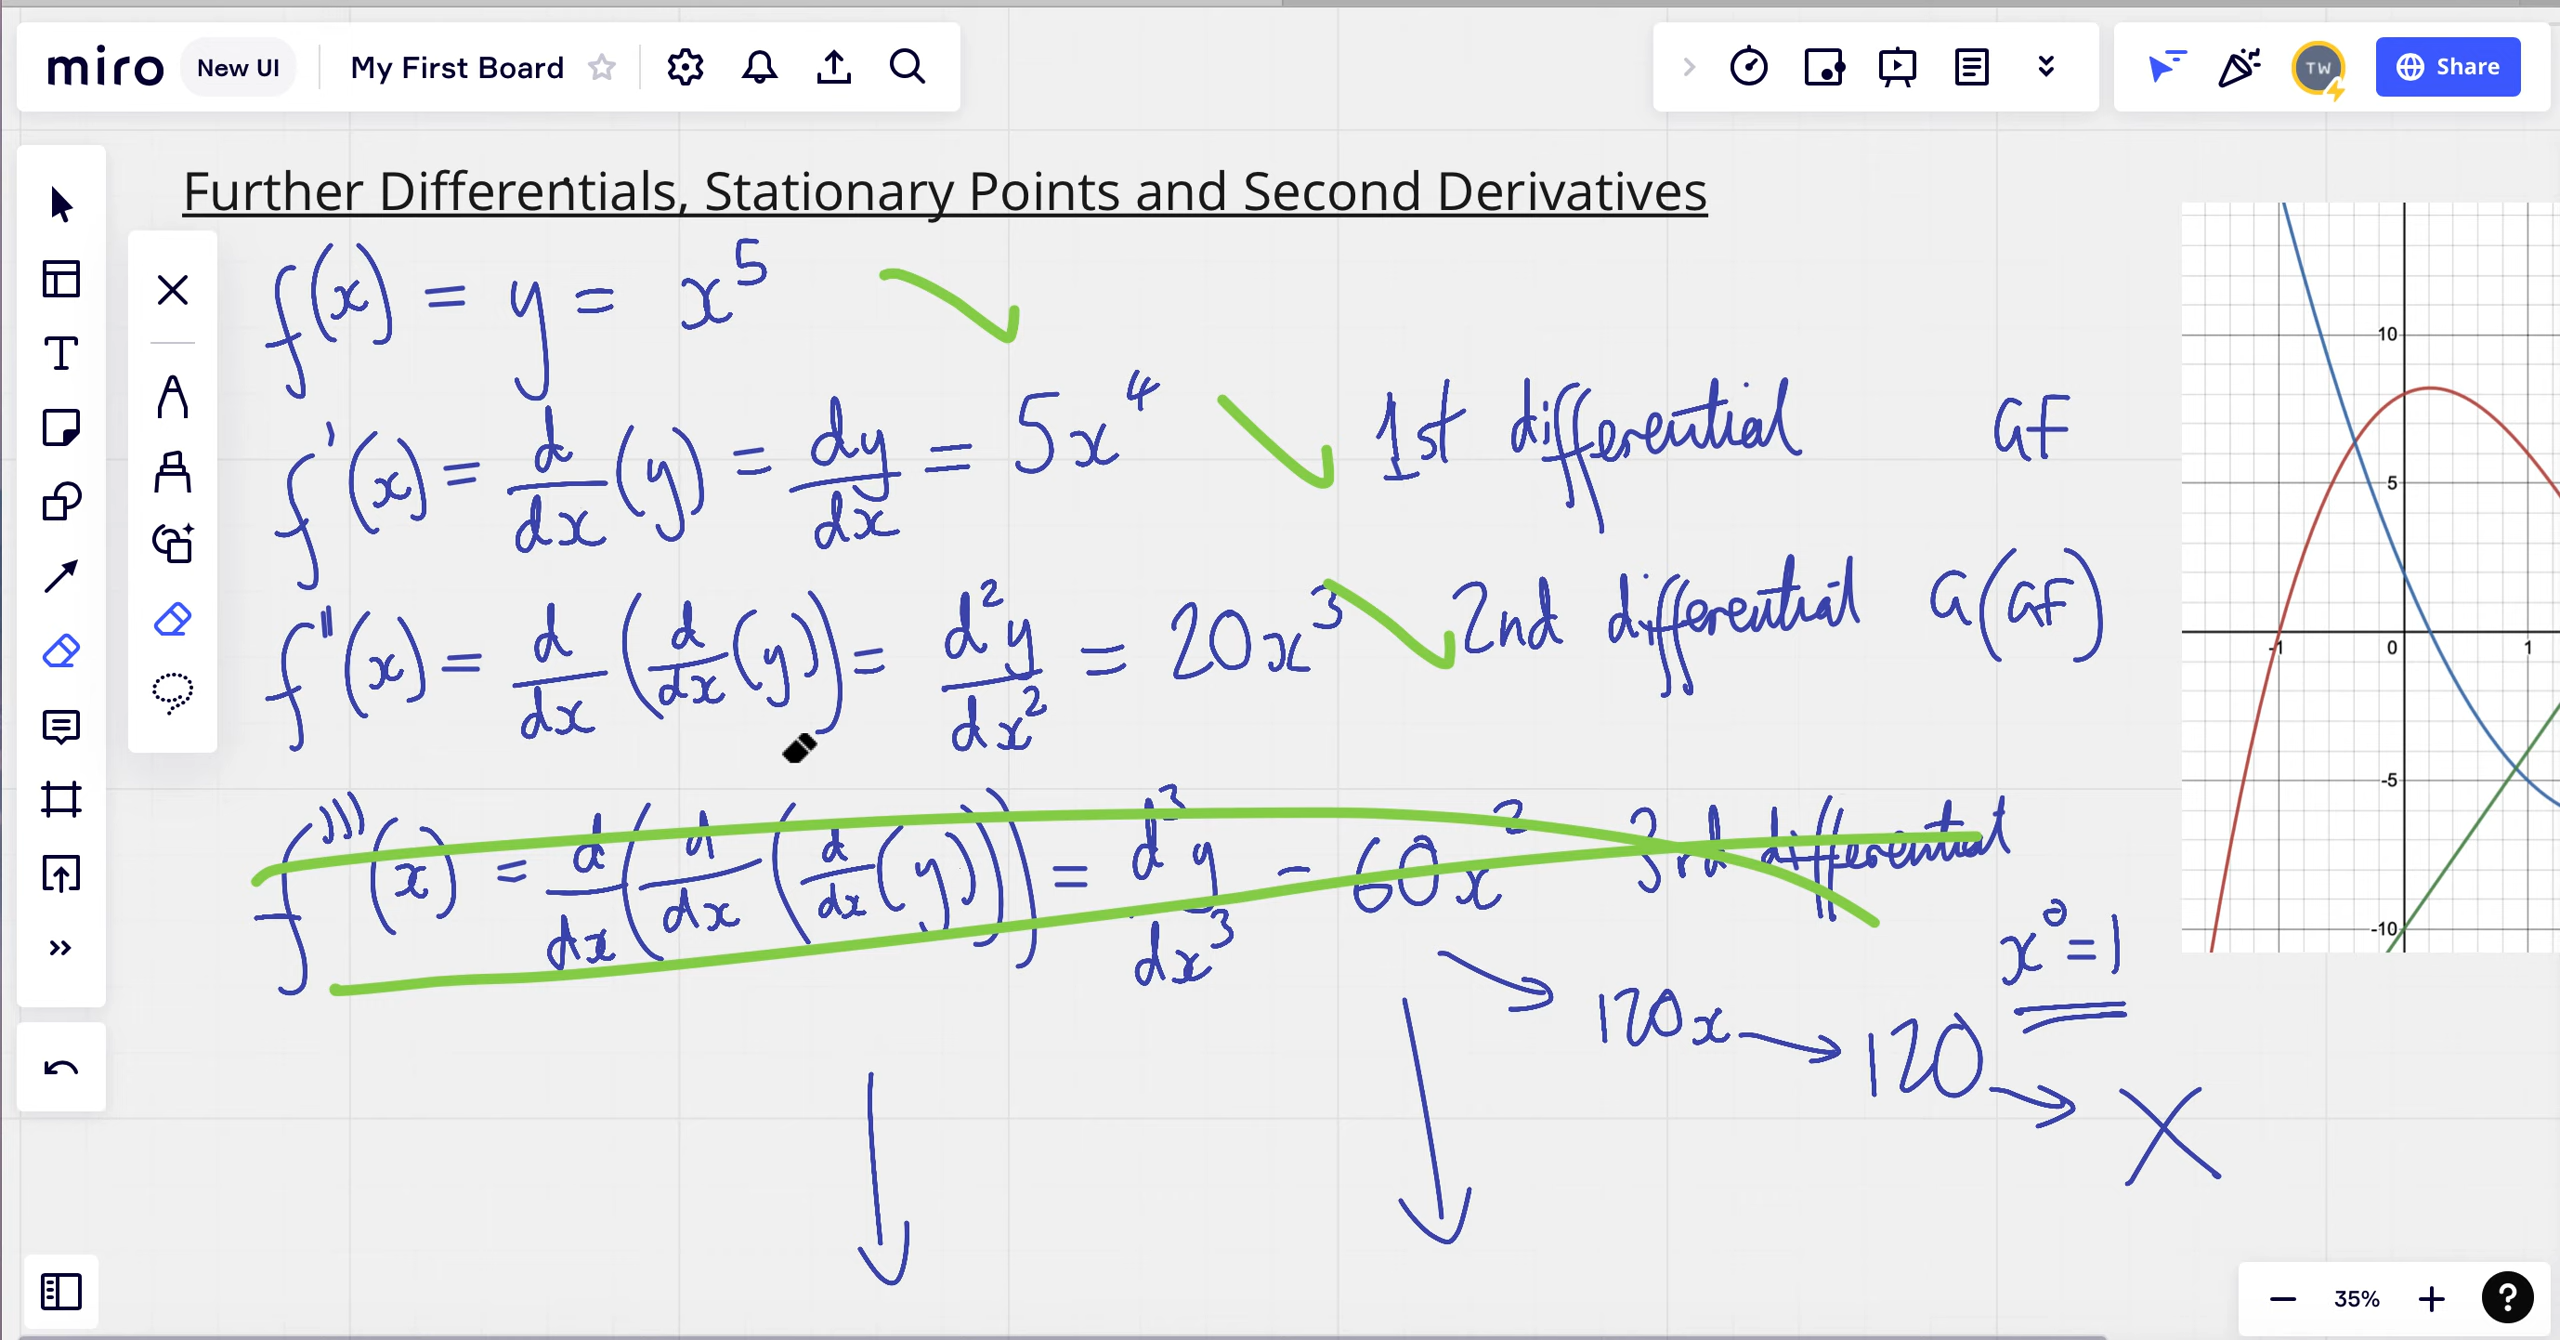 miro New UI My First Board TW Share
Further Differentials, Stationary Points and Second Derivatives
f(x) = y = x⁵
f'(x) = d/dx (y) = dy/dx = 5x⁴ 1st differential GF
f''(x) = d/dx (d/dx (y)) = d²y/dx² = 20x³ 2nd differential G(GF)
f'''(x) = d/dx (d/dx (d/dx (y))) = d³y/dx³ = 60x² 3rd differential
x⁰ = 1
120x → 120 → X
10
5
-1 0 1
-5
-10
35%